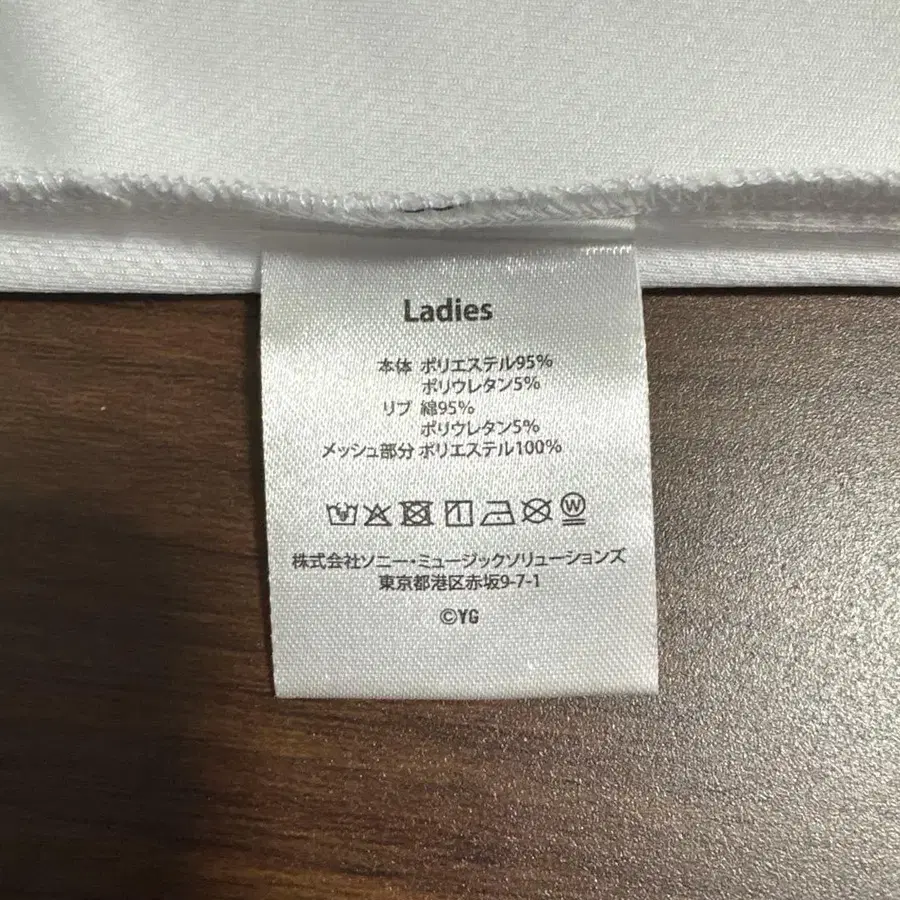 Ladies
本体 ポリエステル95%
ポリウレタン5%
リブ 綿95%
ポリウレタン5%
メッシュ部分 ポリエステル100%
W
株式会社ソニー・ミュージックソリューションズ
東京都港区赤坂9-7-1
©YG